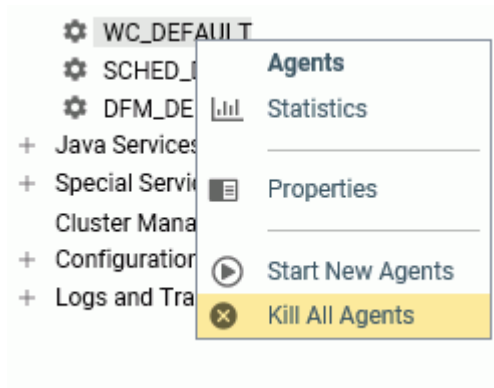 WC_DEFAULT
SCHED_
DFM_DE
Java Services
Special Servi
Cluster Mana
Configuration
Logs and Tra
Agents
Statistics
Properties
Start New Agents
Kill All Agents